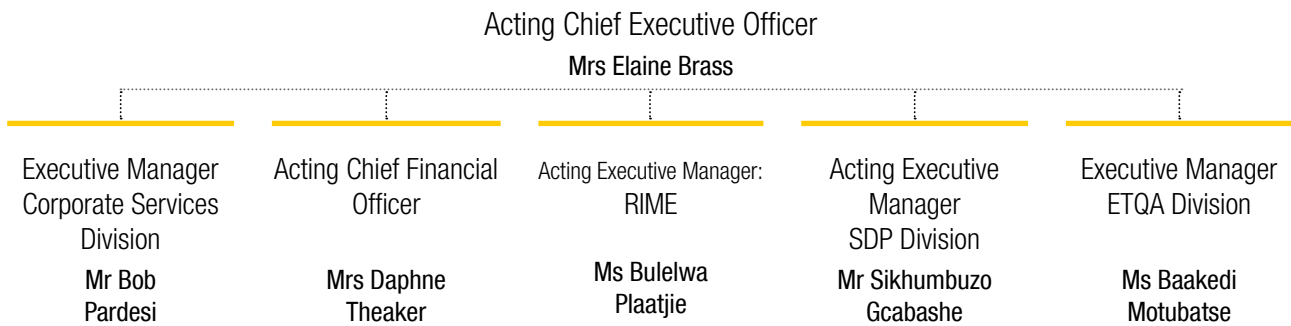 Acting Chief Executive Officer
Mrs Elaine Brass
Executive Manager
Corporate Services
Division
Mr Bob
Pardesi
Acting Chief Financial
Officer
Mrs Daphne
Theaker
Acting Executive Manager:
RIME
Ms Bulelwa
Plaatjie
Acting Executive
Manager
SDP Division
Mr Sikhumbuzo
Gcabashe
Executive Manager
ETQA Division
Ms Baakedi
Motubatse